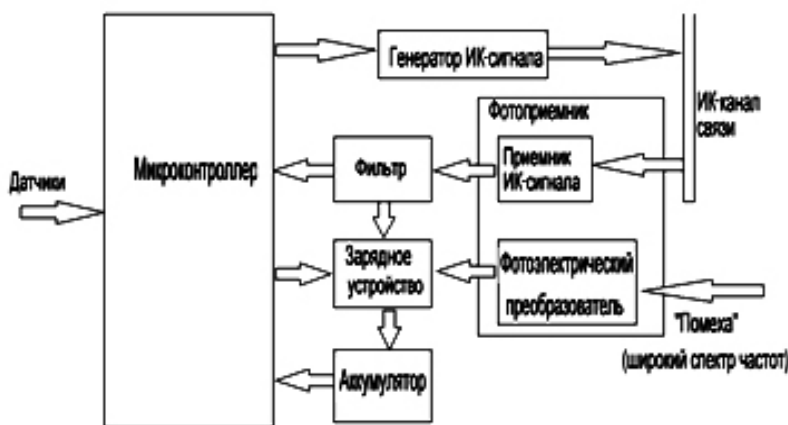 Генератор ИК-сигнала
ИК-канал
связи
Фотоприемник
Датчики
Микроконтроллер
Фильтр
Приемник
ИК-сигнала
Зарядное
устройство
Фотоэлектрический
преобразователь
"Помеха"
(широкий спектр частот)
Аккумулятор